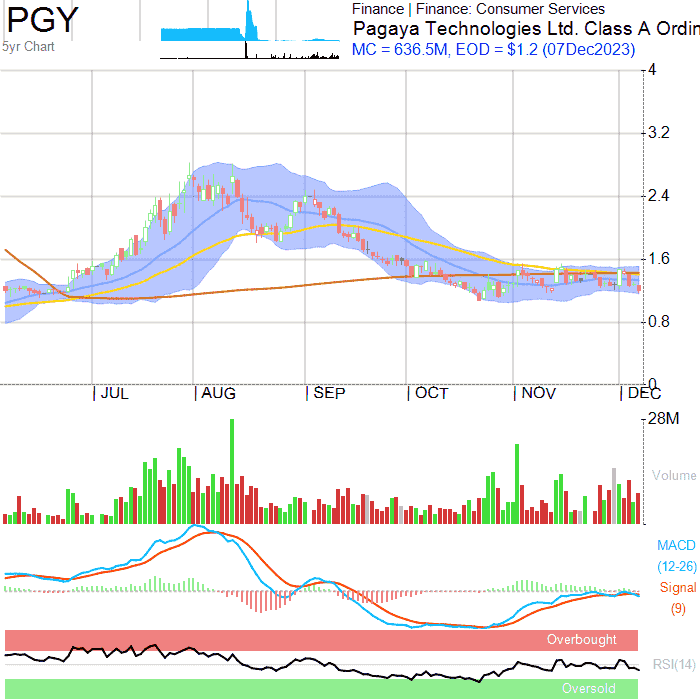 PGY
5yr Chart
Finance | Finance: Consumer Services
Pagaya Technologies Ltd. Class A Ordin
MC = 636.5M, EOD = $1.2 (07Dec2023)
4
3.2
2.4
1.6
0.8
0
JUL AUG SEP OCT NOV DEC
28M
Volume
MACD
(12-26)
Signal
(9)
Overbought
RSI(14)
Oversold